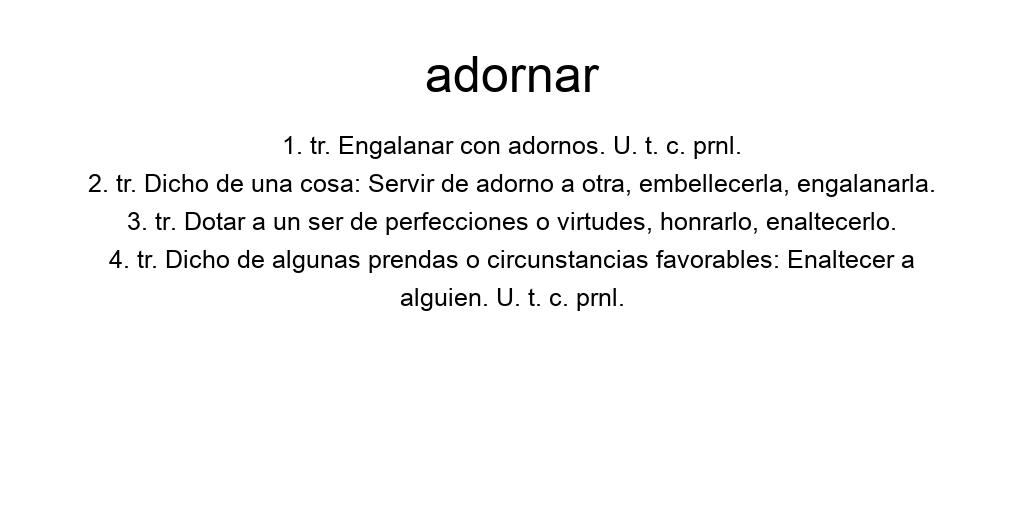 adornar
1. tr. Engalanar con adornos. U. t. c. prnl.
2. tr. Dicho de una cosa: Servir de adorno a otra, embellecerla, engalanarla.
3. tr. Dotar a un ser de perfecciones o virtudes, honrarlo, enaltecerlo.
4. tr. Dicho de algunas prendas o circunstancias favorables: Enaltecer a
alguien. U. t. c. prnl.